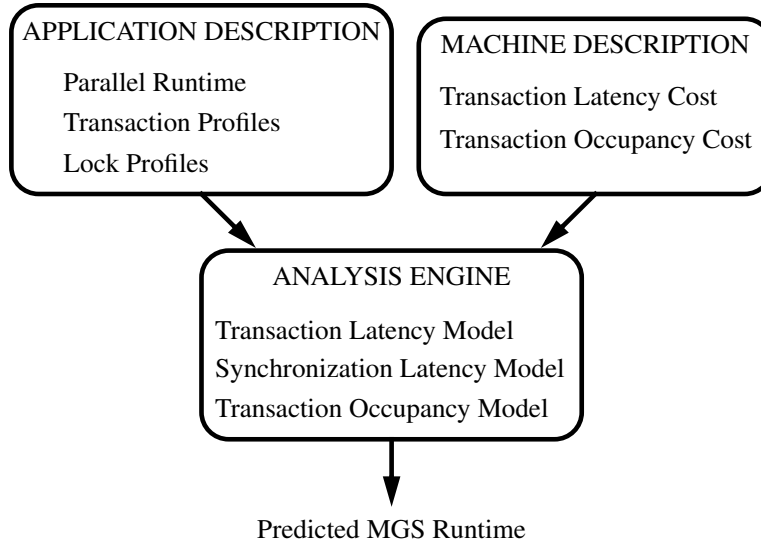 APPLICATION DESCRIPTION
Parallel Runtime
Transaction Profiles
Lock Profiles
MACHINE DESCRIPTION
Transaction Latency Cost
Transaction Occupancy Cost
ANALYSIS ENGINE
Transaction Latency Model
Synchronization Latency Model
Transaction Occupancy Model
Predicted MGS Runtime